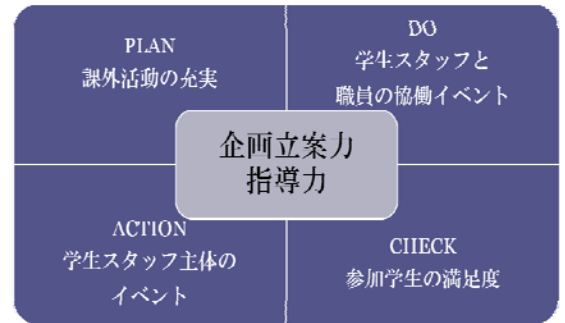 PLAN
課外活動の充実
DO
学生スタッフと
職員の協働イベント
企画立案力
指導力
ACTION
学生スタッフ主体の
イベント
CHECK
参加学生の満足度